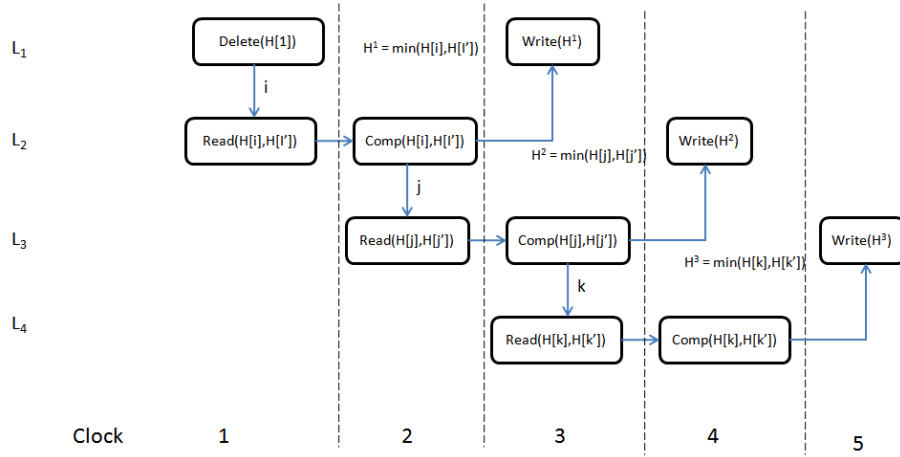 L1 Delete(H[1]) H¹ = min(H[i],H[I’]) Write(H¹)
i
L2 Read(H[i],H[I’]) Comp(H[i],H[I’]) Write(H²)
H² = min(H[j],H[j’])
j
L3 Read(H[j],H[j’]) Comp(H[j],H[j’]) Write(H³)
H³ = min(H[k],H[k’])
k
L4 Read(H[k],H[k’]) Comp(H[k],H[k’])
Clock 1 2 3 4 5